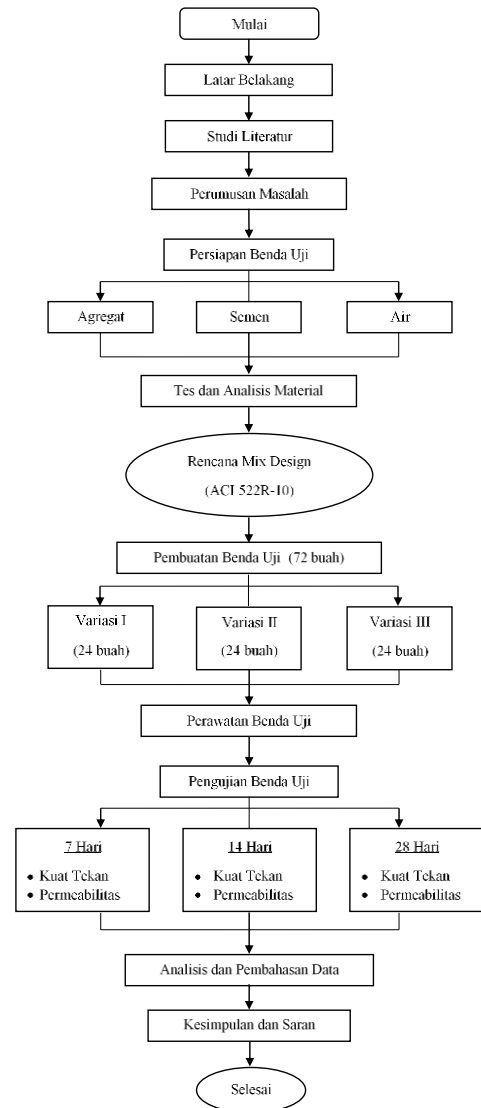 Mulai
Latar Belakang
Studi Literatur
Perumusan Masalah
Persiapan Benda Uji
Agregat
Semen
Air
Tes dan Analisis Material
Rencana Mix Design
(ACI 522R-10)
Pembuatan Benda Uji (72 buah)
Variasi I
(24 buah)
Variasi II
(24 buah)
Variasi III
(24 buah)
Perawatan Benda Uji
Pengujian Benda Uji
7 Hari
• Kuat Tekan
• Permeabilitas
14 Hari
• Kuat Tekan
• Permeabilitas
28 Hari
• Kuat Tekan
• Permeabilitas
Analisis dan Pembahasan Data
Kesimpulan dan Saran
Selesai